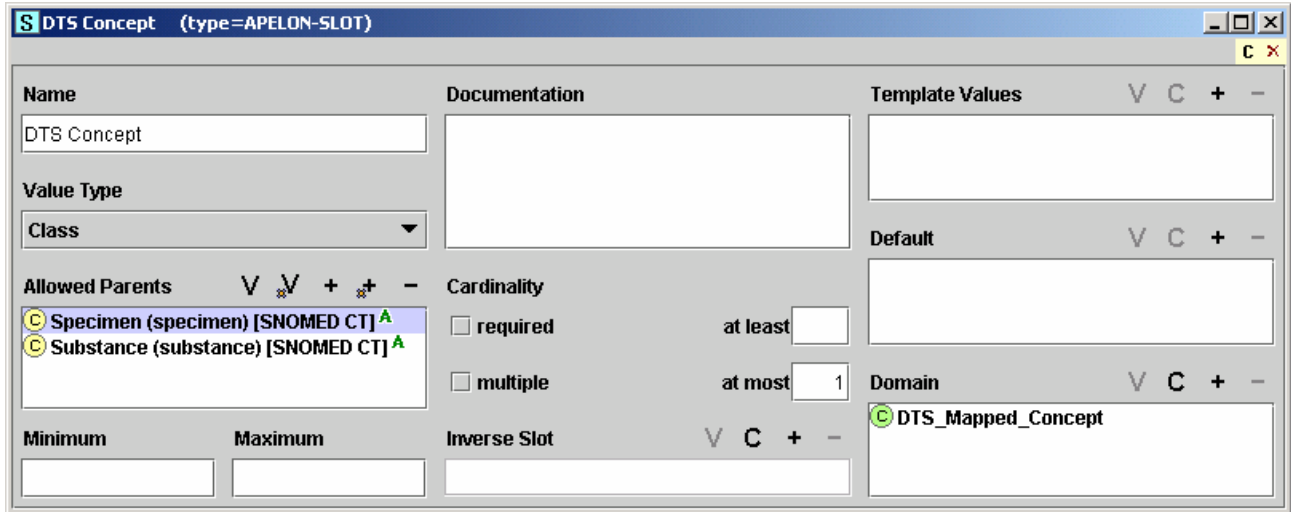 S DTS Concept (type=APELON-SLOT)
C ×
Name
DTS Concept
Value Type
Class
Allowed Parents V V + + −
C Specimen (specimen) [SNOMED CT] A
C Substance (substance) [SNOMED CT] A
Minimum Maximum
Documentation
Cardinality
required at least
multiple at most 1
Inverse Slot V C + −
Template Values V C + −
Default V C + −
Domain V C + −
C DTS_Mapped_Concept